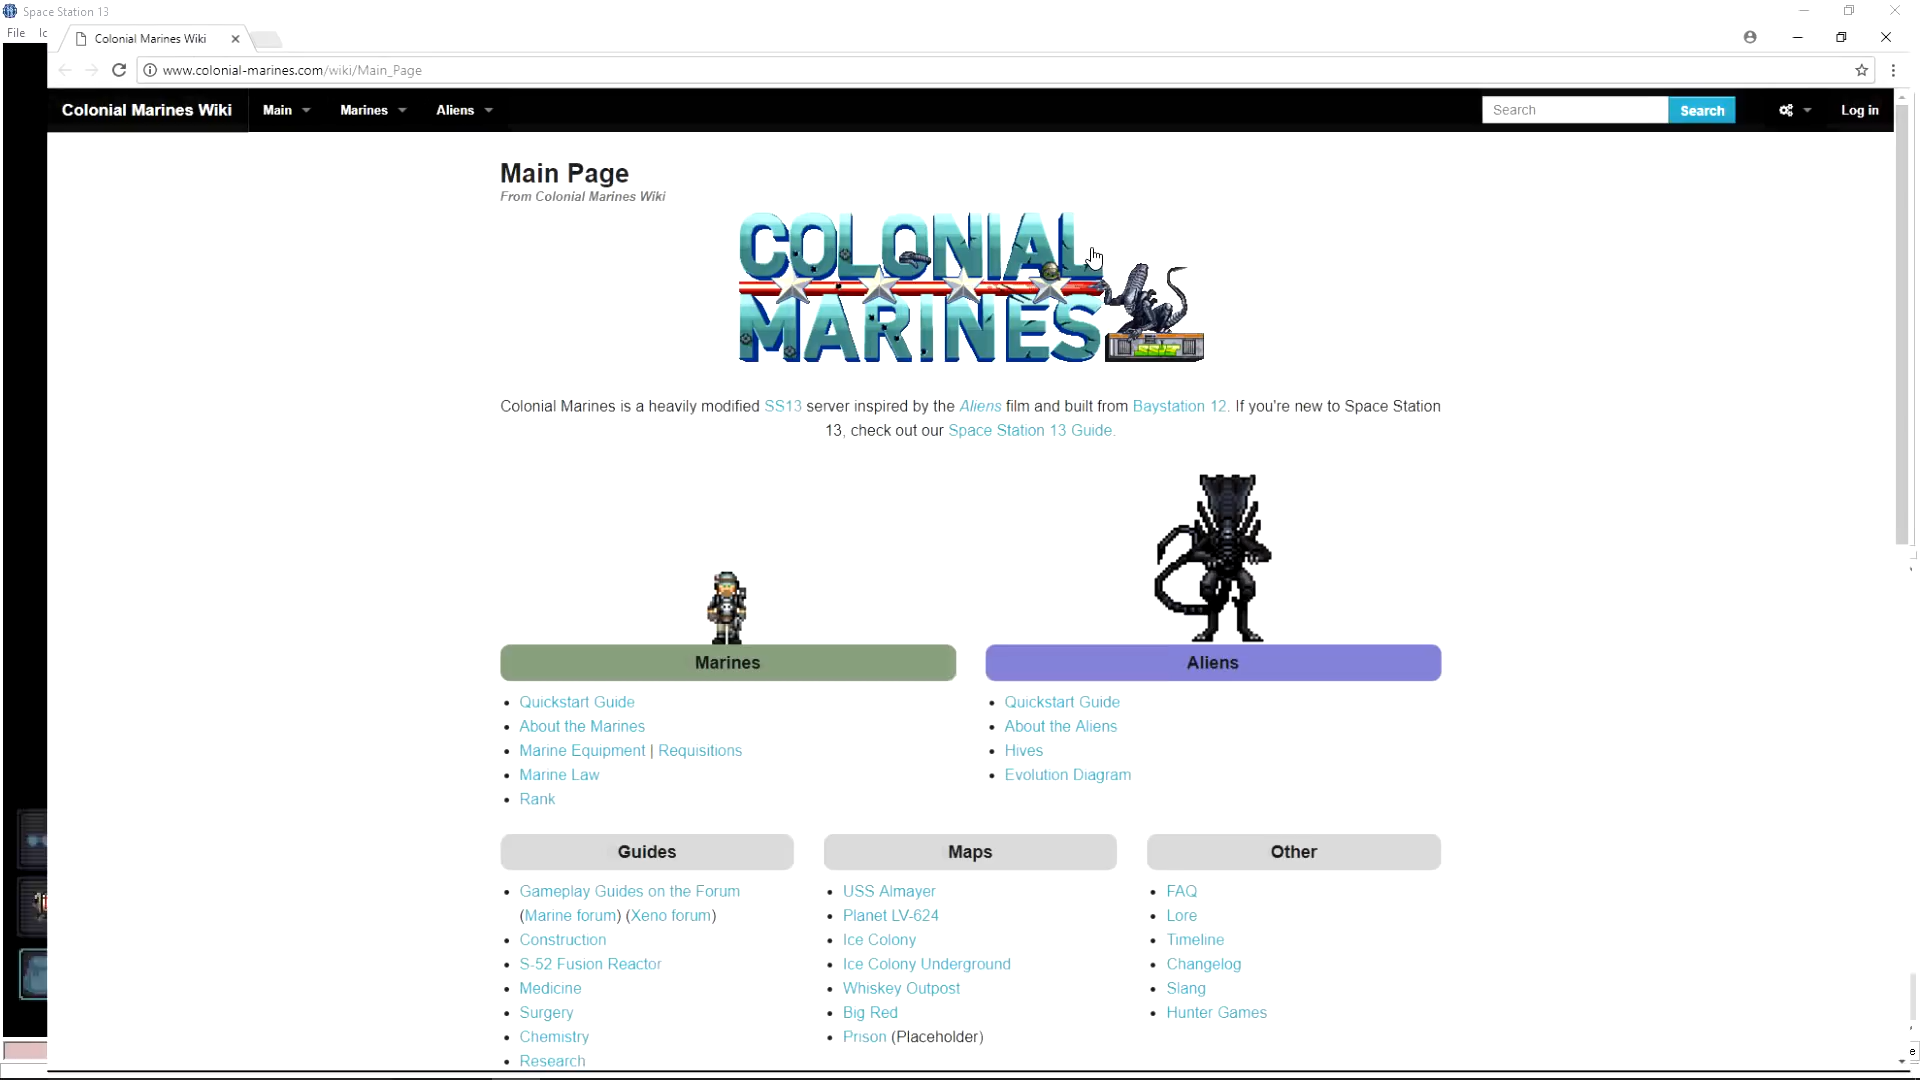 Space Station 13
File
Colonial Marines Wiki
www.colonial-marines.com/wiki/Main_Page
Colonial Marines Wiki Main Marines Aliens Search Search Log in
Main Page
From Colonial Marines Wiki
COLONIAL
MARINES
Colonial Marines is a heavily modified SS13 server inspired by the Aliens film and built from Baystation 12. If you're new to Space Station
13, check out our Space Station 13 Guide.
Marines
Quickstart Guide
About the Marines
Marine Equipment | Requisitions
Marine Law
Rank
Aliens
Quickstart Guide
About the Aliens
Hives
Evolution Diagram
Guides
Gameplay Guides on the Forum
(Marine forum) (Xeno forum)
Construction
S-52 Fusion Reactor
Medicine
Surgery
Chemistry
Research
Maps
USS Almayer
Planet LV-624
Ice Colony
Ice Colony Underground
Whiskey Outpost
Big Red
Prison (Placeholder)
Other
FAQ
Lore
Timeline
Changelog
Slang
Hunter Games